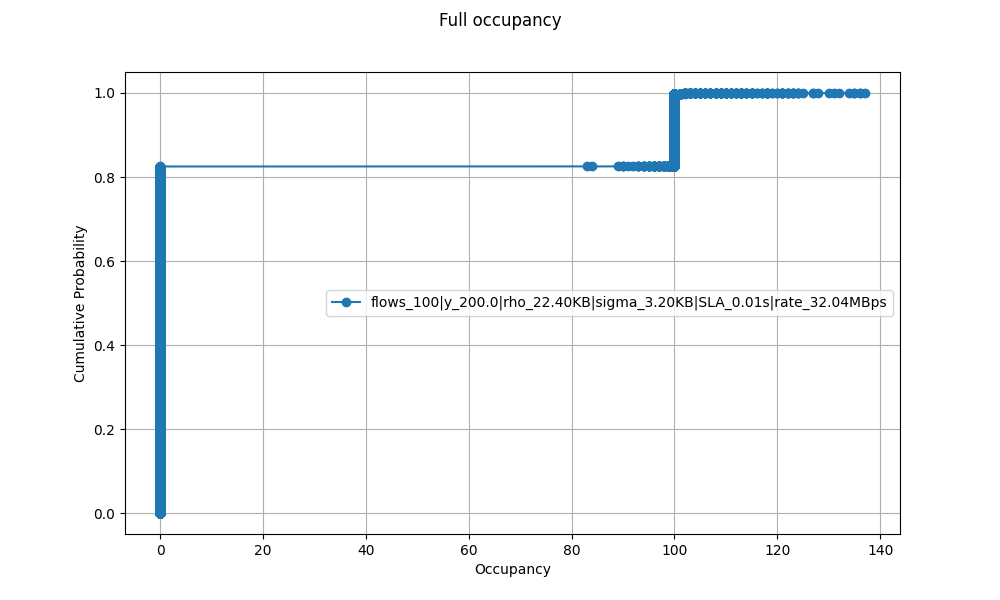 Full occupancy
1.0
0.8
0.6
0.4
0.2
0.0
Cumulative Probability
flows_100|y_200.0|rho_22.40KB|sigma_3.20KB|SLA_0.01s|rate_32.04MBps
0 20 40 60 80 100 120 140
Occupancy